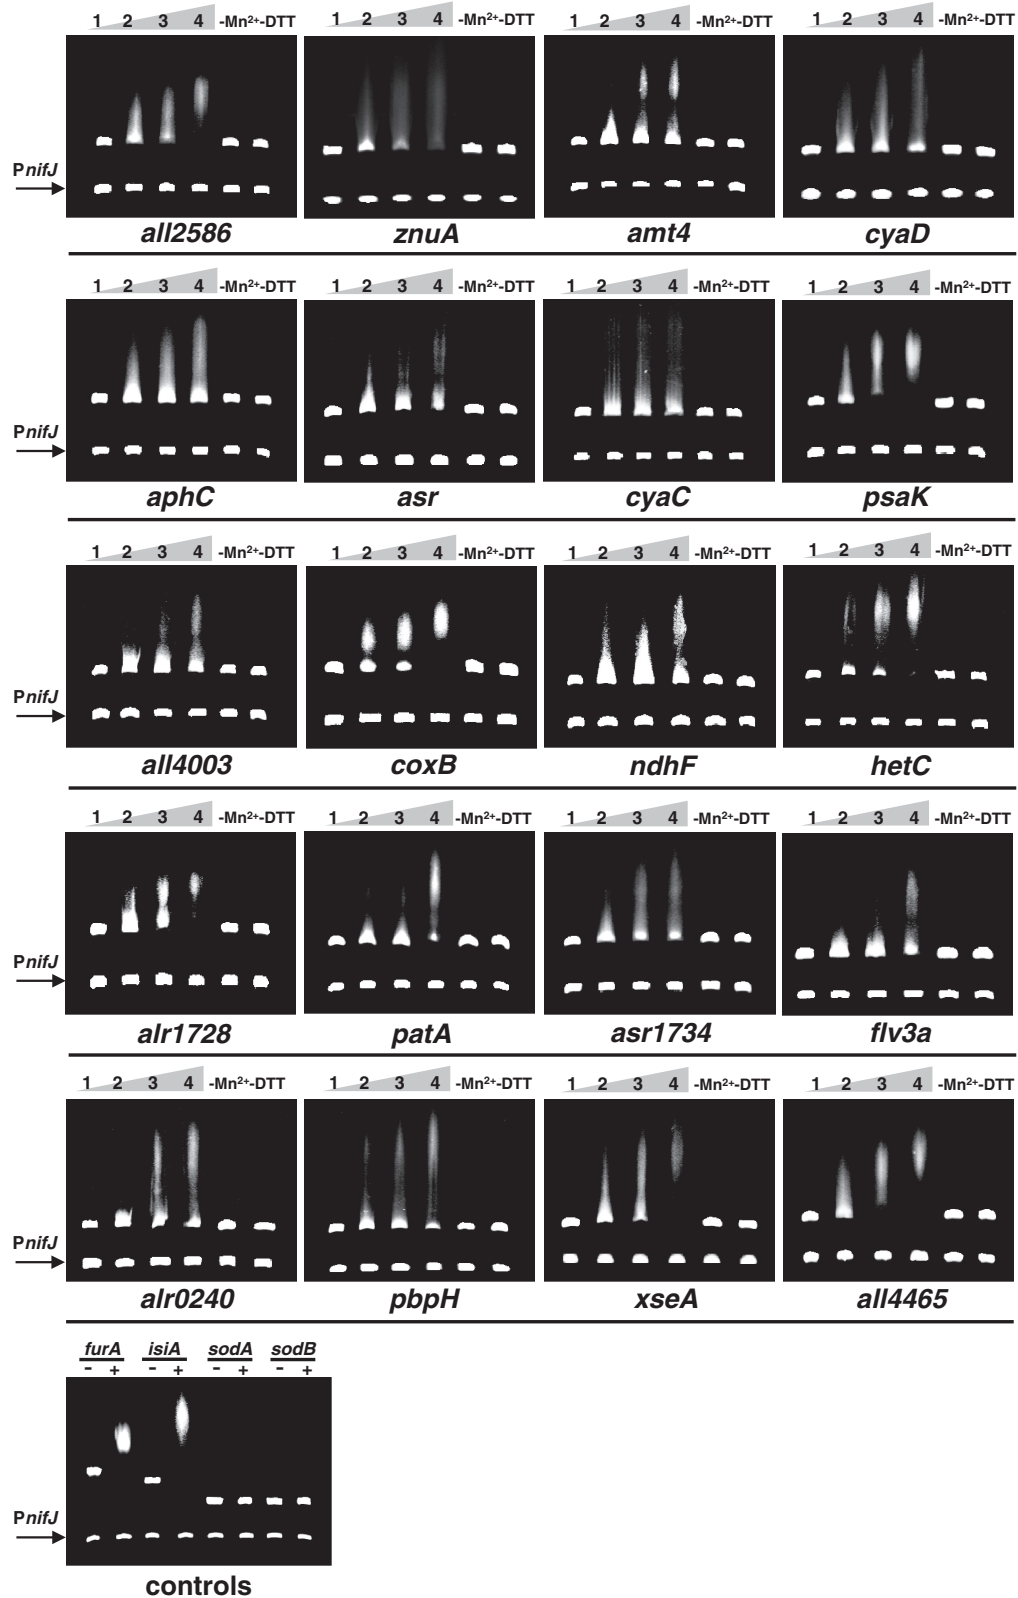 1 2 3 4 -Mn²⁺-DTT 1 2 3 4 -Mn²⁺-DTT 1 2 3 4 -Mn²⁺-DTT 1 2 3 4 -Mn²⁺-DTT
PnifJ
all2586 znuA amt4 cyaD
1 2 3 4 -Mn²⁺-DTT 1 2 3 4 -Mn²⁺-DTT 1 2 3 4 -Mn²⁺-DTT 1 2 3 4 -Mn²⁺-DTT
PnifJ
aphC asr cyaC psaK
1 2 3 4 -Mn²⁺-DTT 1 2 3 4 -Mn²⁺-DTT 1 2 3 4 -Mn²⁺-DTT 1 2 3 4 -Mn²⁺-DTT
PnifJ
all4003 coxB ndhF hetC
1 2 3 4 -Mn²⁺-DTT 1 2 3 4 -Mn²⁺-DTT 1 2 3 4 -Mn²⁺-DTT 1 2 3 4 -Mn²⁺-DTT
PnifJ
alr1728 patA asr1734 flv3a
1 2 3 4 -Mn²⁺-DTT 1 2 3 4 -Mn²⁺-DTT 1 2 3 4 -Mn²⁺-DTT 1 2 3 4 -Mn²⁺-DTT
PnifJ
alr0240 pbpH xseA all4465
furA isiA sodA sodB
- + - + - + - +
PnifJ
controls